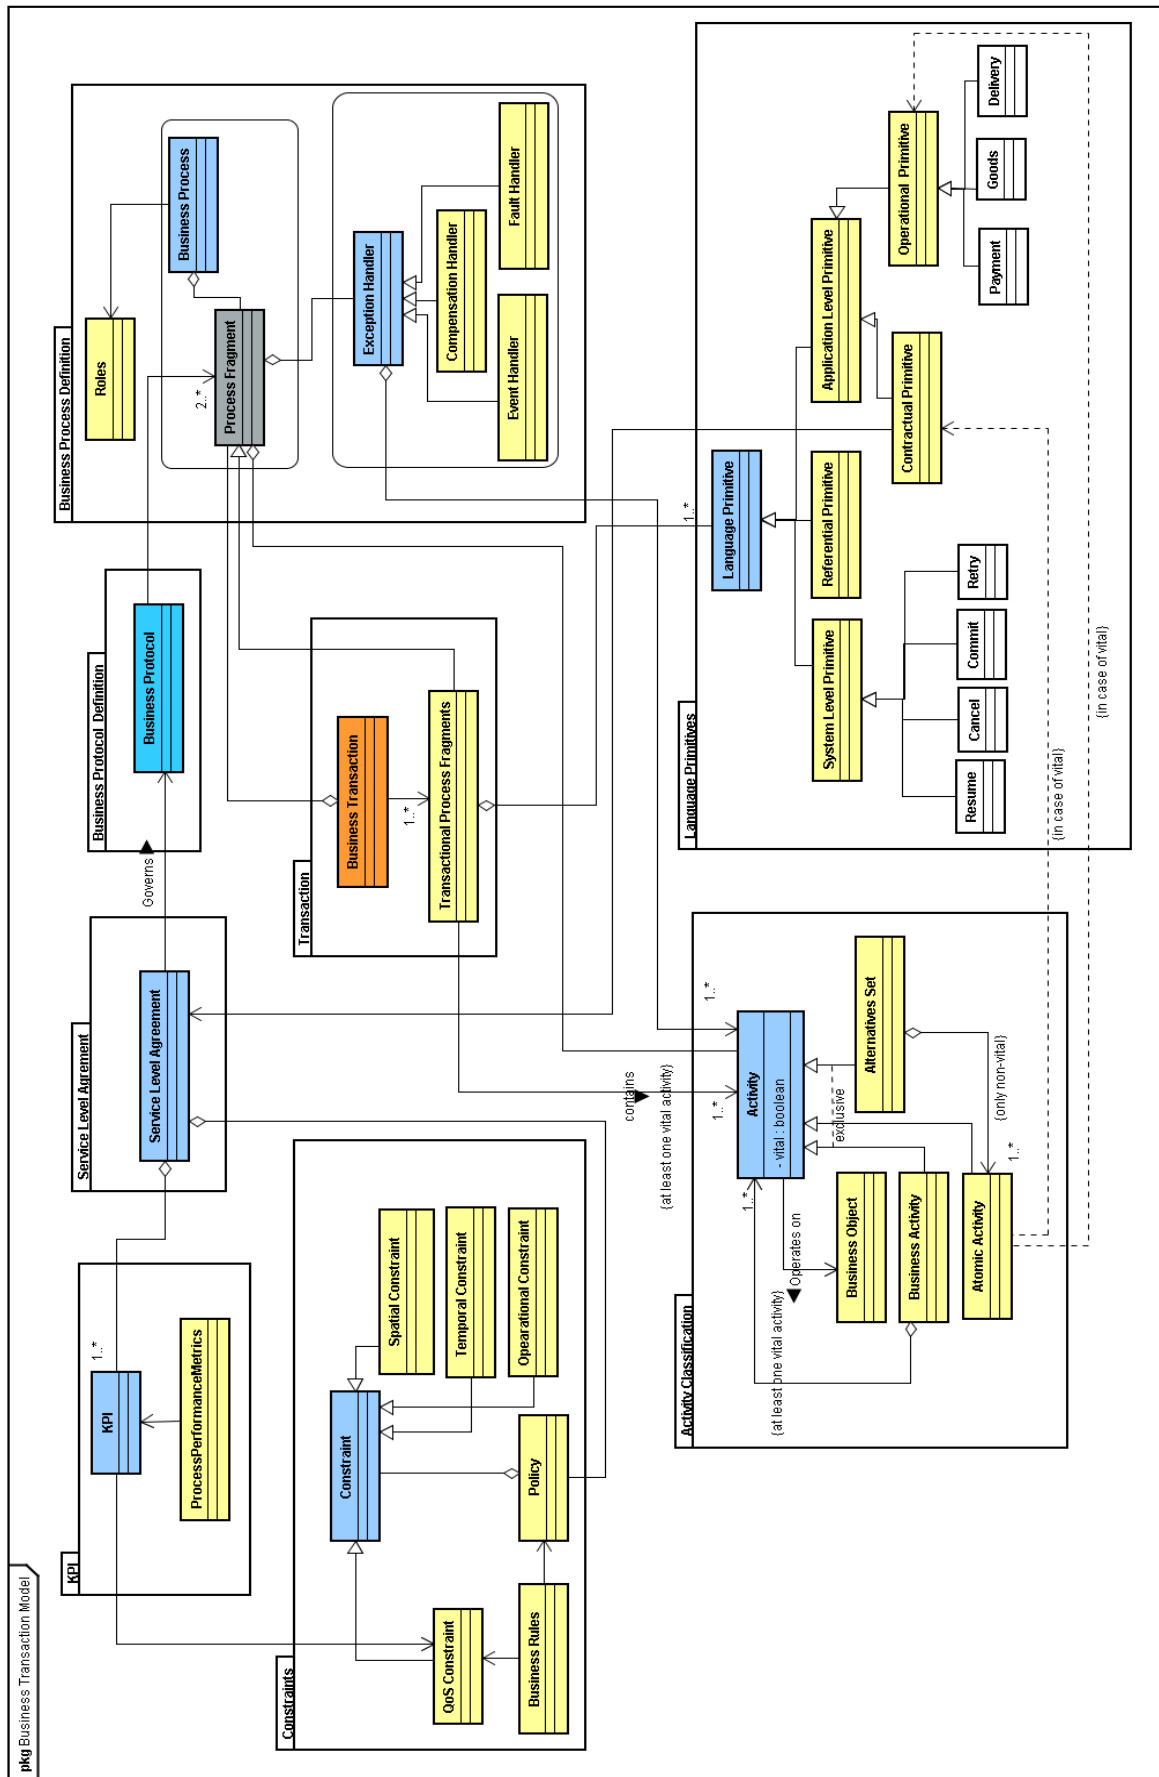 pkg Business Transaction Model
KPI
KPI
1..*
ProcessPerformanceMetrics
Service Level Agrement
Service Level Agreement
Governs
Business Protocol Definition
Business Protocol
Business Process Definition
Roles
Business Process
2..*
Process Fragment
Exception Handler
Event Handler
Compensation Handler
Fault Handler
Constraints
Constraint
Spatial Constraint
Temporal Constraint
Opearational Constraint
QoS Constraint
Policy
Business Rules
Transaction
Business Transaction
1..*
Transactional Process Fragments
contains
{at least one vital activity}
Activity Classification
Activity
- vital : boolean
1..*
1..*
1..*
{at least one vital activity}
Operates on
exclusive
Business Object
Business Activity
Atomic Activity
Alternatives Set
{only non-vital}
1..*
Language Primitives
1..*
Language Primitive
System Level Primitive
Referential Primitive
Application Level Primitive
Contractual Primitive
Operational Primitive
Resume
Cancel
Commit
Retry
Payment
Goods
Delivery
{in case of vital}
{in case of vital}